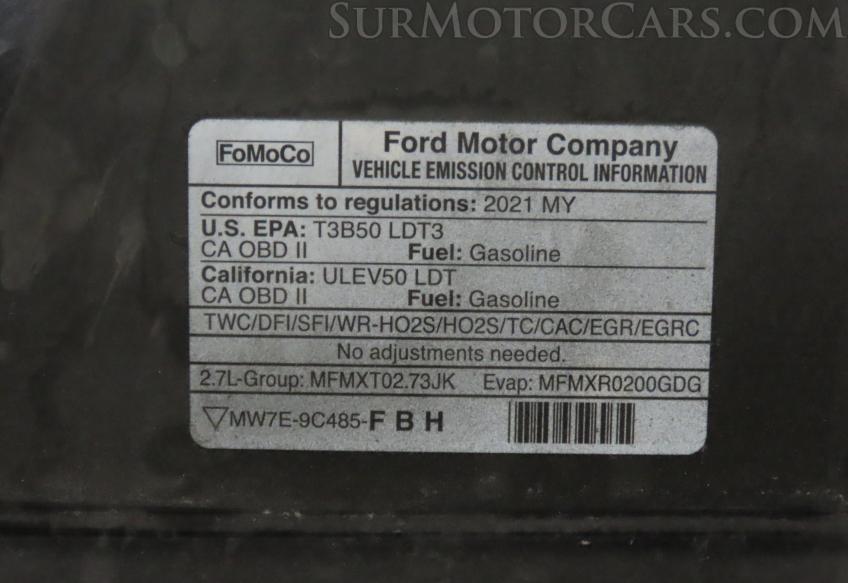 SurMotorCars.com
FoMoCo
Ford Motor Company
VEHICLE EMISSION CONTROL INFORMATION
Conforms to regulations: 2021 MY
U.S. EPA: T3B50 LDT3
CA OBD II Fuel: Gasoline
California: ULEV50 LDT
CA OBD II Fuel: Gasoline
TWC/DFI/SFI/WR-HO2S/HO2S/TC/CAC/EGR/EGRC
No adjustments needed.
2.7L-Group: MFMXT02.73JK Evap: MFMXR0200GDG
MW7E-9C485-F B H